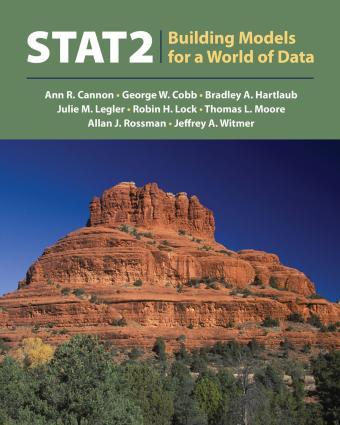 STAT2
Building Models
for a World of Data
Ann R. Cannon • George W. Cobb • Bradley A. Hartlaub
Julie M. Legler • Robin H. Lock • Thomas L. Moore
Allan J. Rossman • Jeffrey A. Witmer